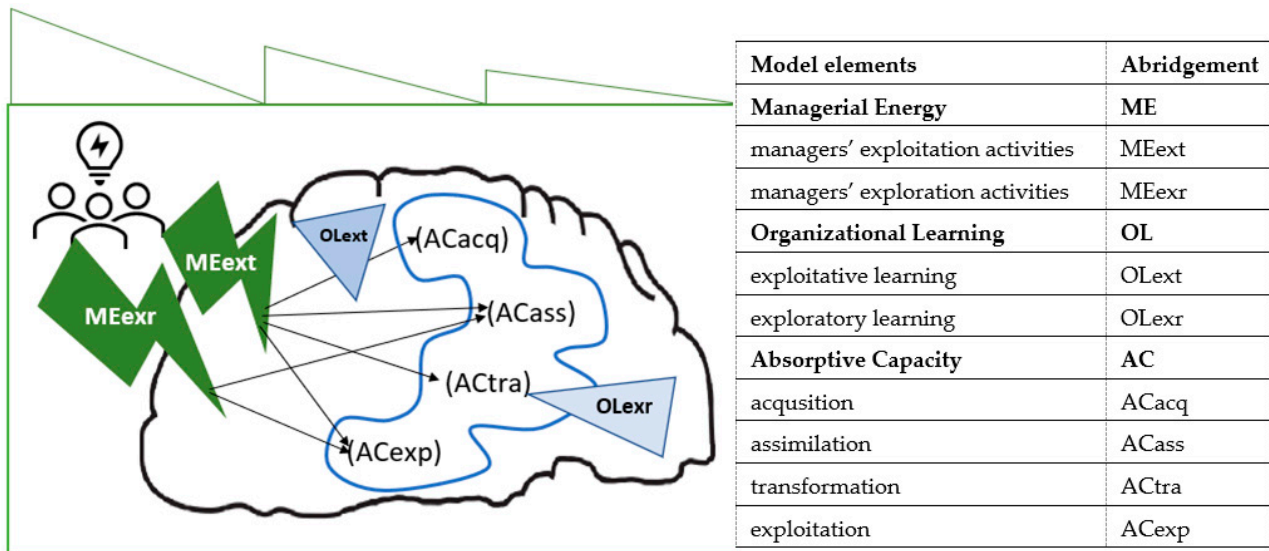 MEext
MEexr
OLext
(ACacq)
(ACass)
(ACtra)
OLexr
(ACexp)
Model elements Abridgement
Managerial Energy ME
managers’ exploitation activities MEext
managers’ exploration activities MEexr
Organizational Learning OL
exploitative learning OLext
exploratory learning OLexr
Absorptive Capacity AC
acqusition ACacq
assimilation ACass
transformation ACtra
exploitation ACexp